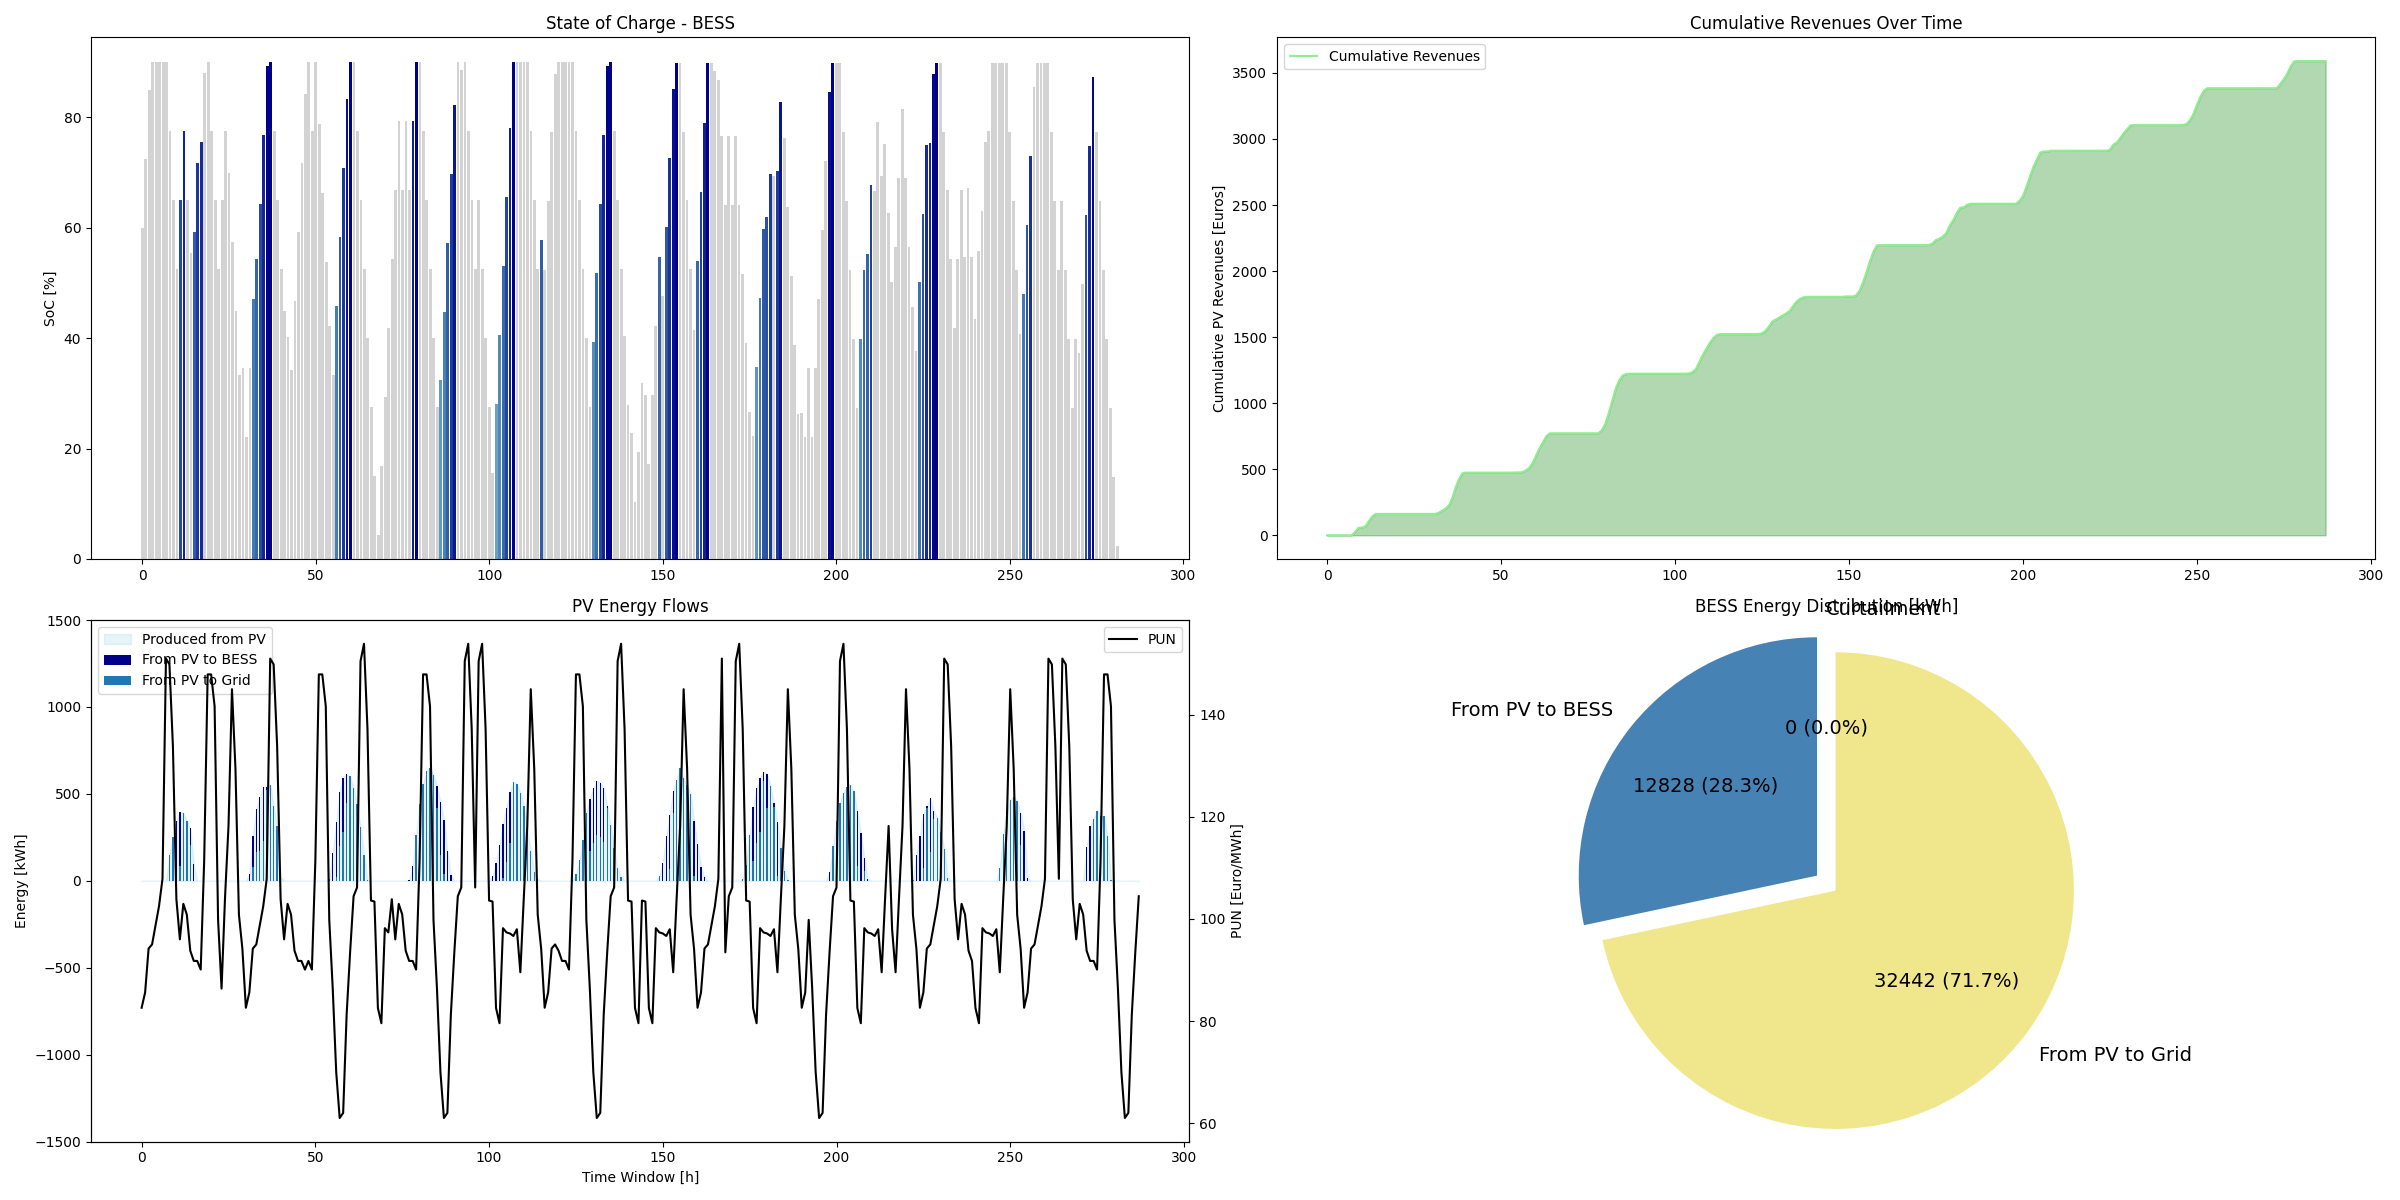 State of Charge - BESS
SoC [%]
80
60
40
20
0
0 50 100 150 200 250 300
Cumulative Revenues Over Time
Cumulative Revenues
Cumulative PV Revenues [Euros]
3500
3000
2500
2000
1500
1000
500
0
0 50 100 150 200 250 300
PV Energy Flows
Produced from PV
From PV to BESS
From PV to Grid
PUN
Energy [kWh]
1500
1000
500
0
−500
−1000
−1500
140
120
100
80
60
PUN [Euro/MWh]
0 50 100 150 200 250 300
Time Window [h]
BESS Energy Distribution [kWh]
Curtailment
From PV to BESS
0 (0.0%)
12828 (28.3%)
32442 (71.7%)
From PV to Grid